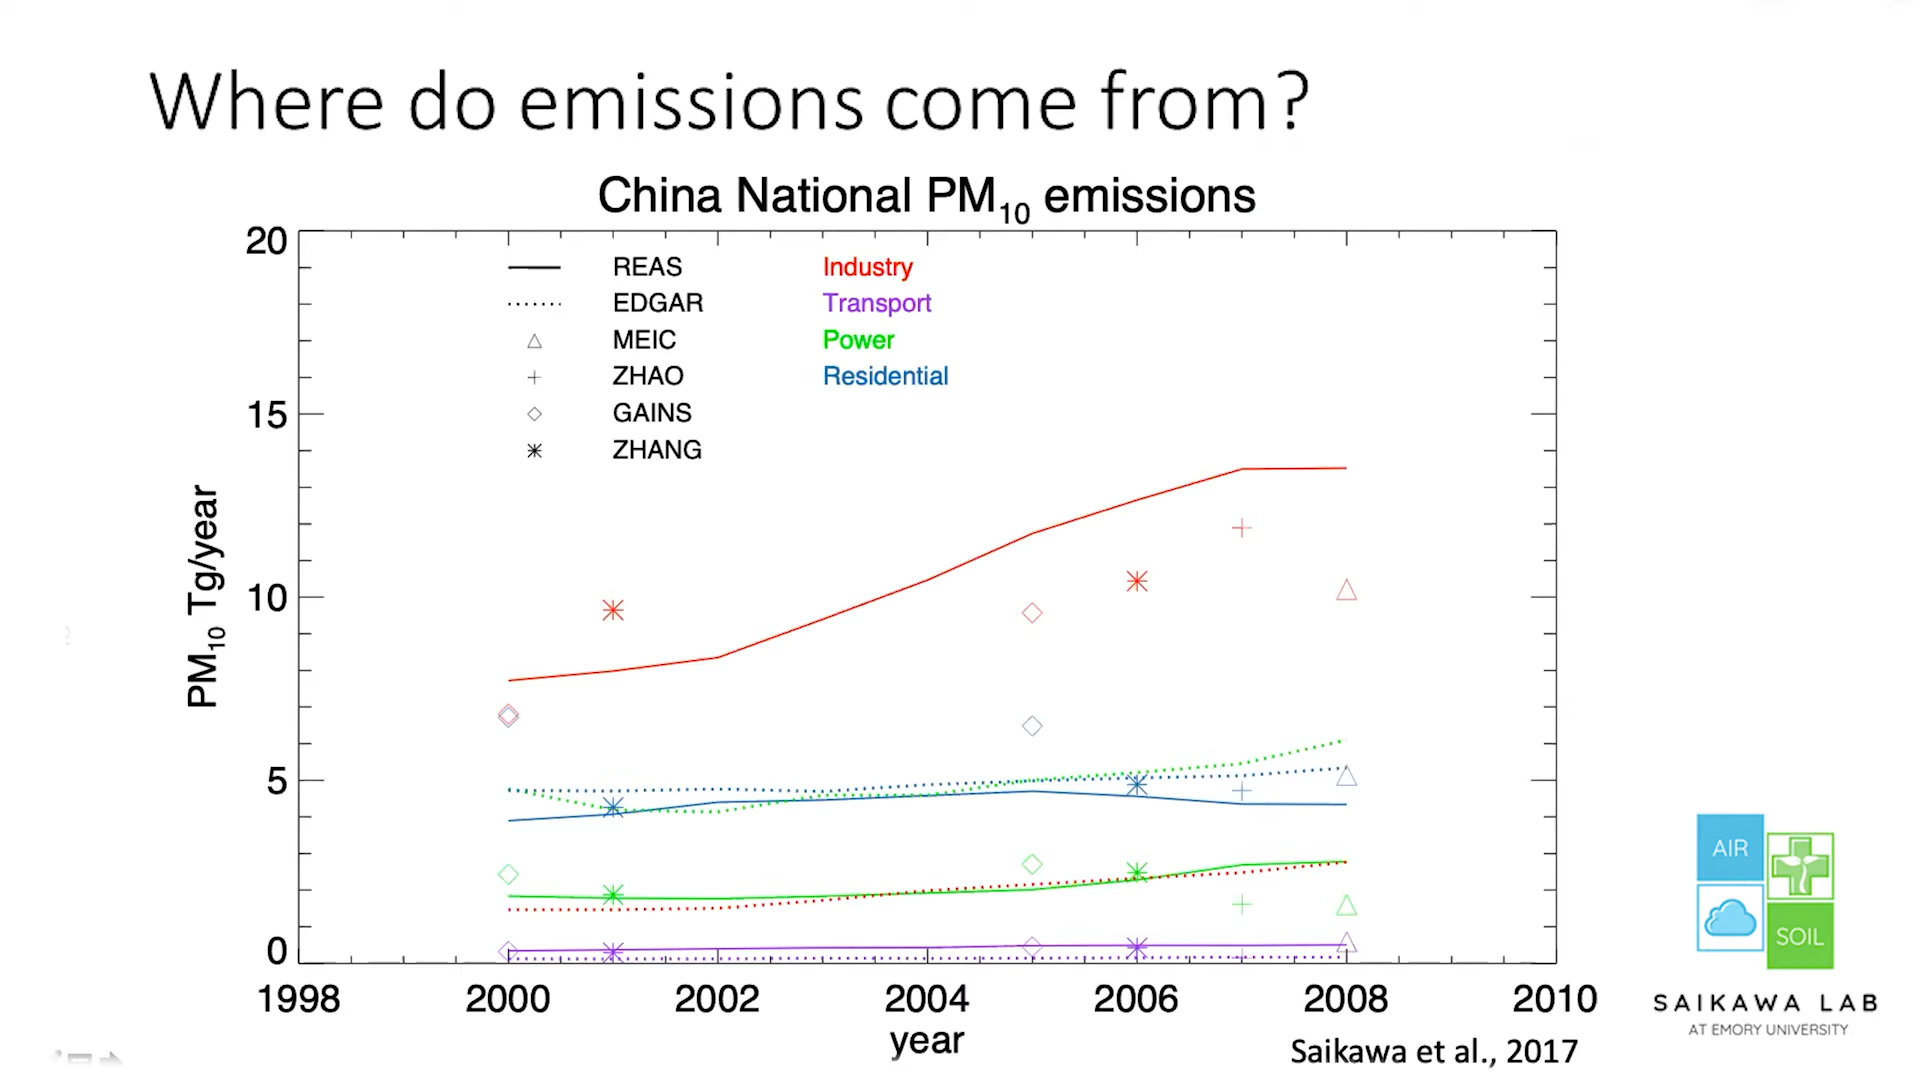 Where do emissions come from?
China National PM₁₀ emissions
20
15
10
5
0
PM₁₀ Tg/year
REAS
EDGAR
MEIC
ZHAO
GAINS
ZHANG
Industry
Transport
Power
Residential
1998 2000 2002 2004 2006 2008 2010
year
Saikawa et al., 2017
AIR
SOIL
SAIKAWA LAB
AT EMORY UNIVERSITY